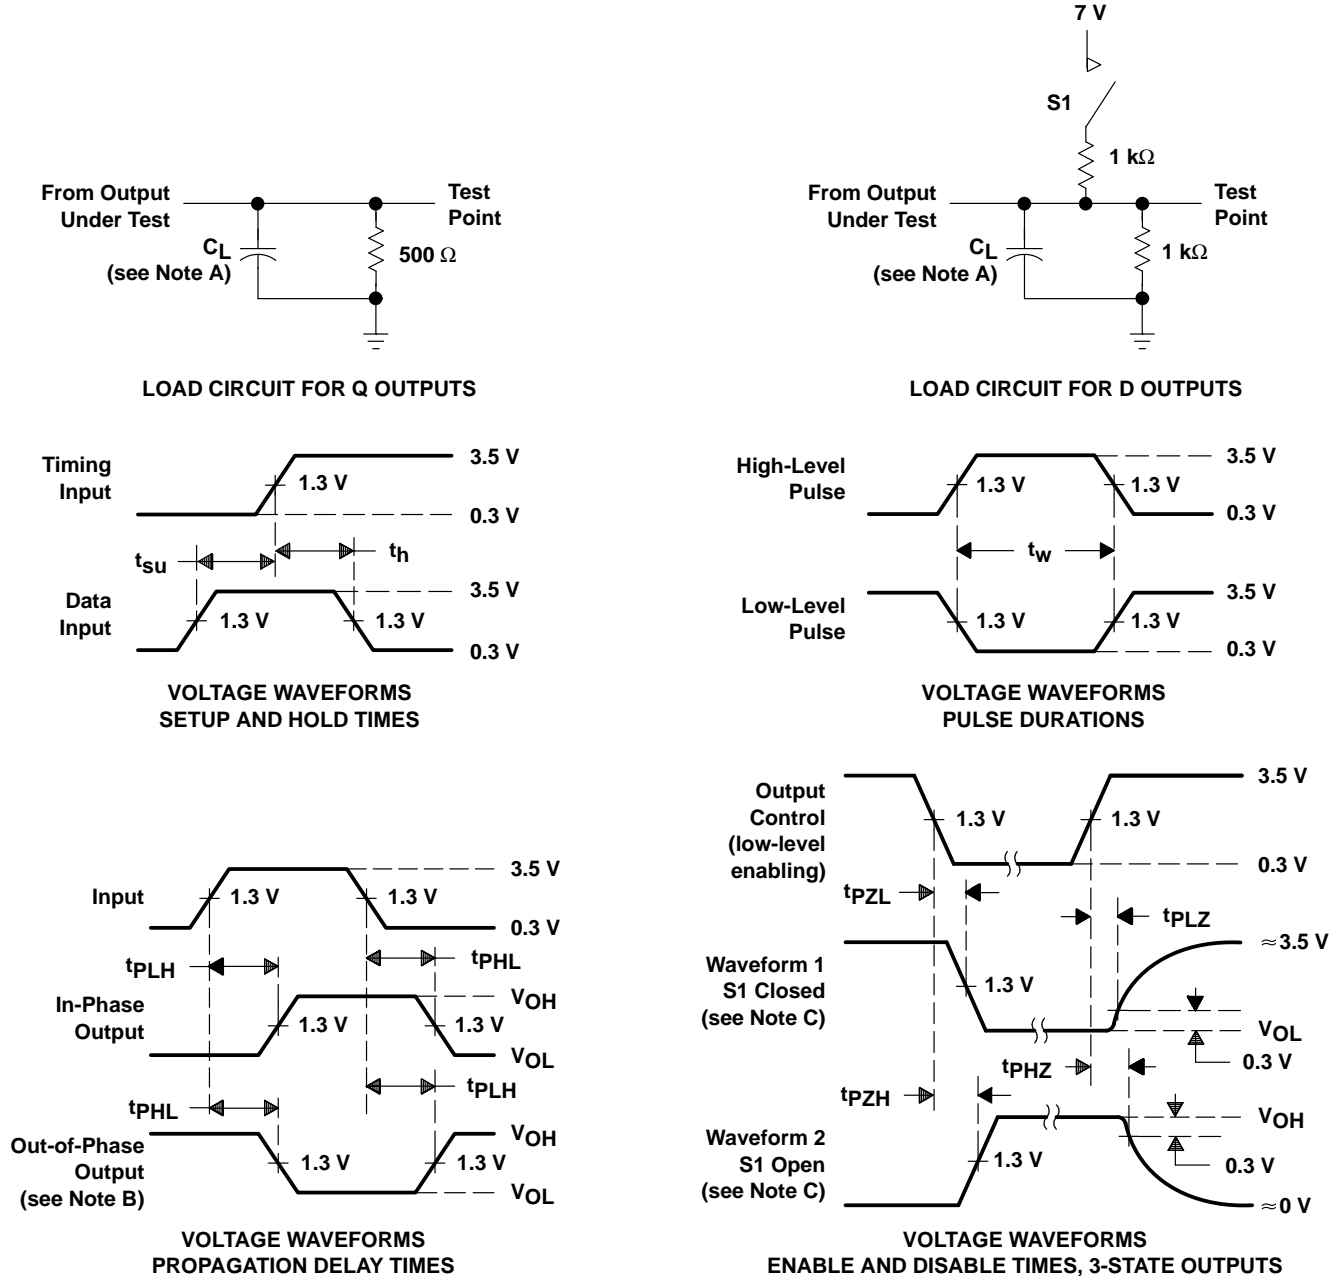 7 V
S1
1 kΩ
From Output
Under Test
Test
Point
CL
(see Note A)
500 Ω
From Output
Under Test
Test
Point
CL
(see Note A)
1 kΩ
LOAD CIRCUIT FOR Q OUTPUTS
LOAD CIRCUIT FOR D OUTPUTS
Timing
Input
3.5 V
1.3 V
0.3 V
tsu
th
Data
Input
3.5 V
1.3 V
1.3 V
0.3 V
VOLTAGE WAVEFORMS
SETUP AND HOLD TIMES
High-Level
Pulse
3.5 V
1.3 V
1.3 V
0.3 V
tw
Low-Level
Pulse
3.5 V
1.3 V
1.3 V
0.3 V
VOLTAGE WAVEFORMS
PULSE DURATIONS
Input
3.5 V
1.3 V
1.3 V
0.3 V
tPLH
tPHL
In-Phase
Output
VOH
1.3 V
1.3 V
VOL
tPHL
tPLH
Out-of-Phase
Output
(see Note B)
VOH
1.3 V
1.3 V
VOL
VOLTAGE WAVEFORMS
PROPAGATION DELAY TIMES
Output
Control
(low-level
enabling)
3.5 V
1.3 V
1.3 V
0.3 V
tPZL
tPLZ
Waveform 1
S1 Closed
(see Note C)
≈3.5 V
1.3 V
VOL
0.3 V
tPZH
tPHZ
Waveform 2
S1 Open
(see Note C)
VOH
1.3 V
0.3 V
≈0 V
VOLTAGE WAVEFORMS
ENABLE AND DISABLE TIMES, 3-STATE OUTPUTS